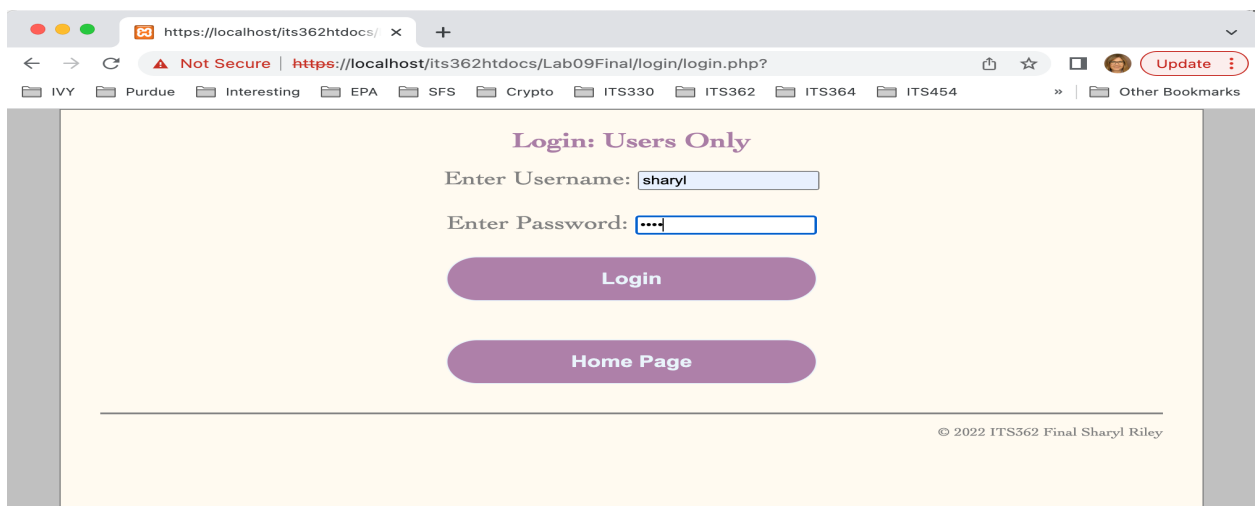 https://localhost/its362htdocs/
Not Secure | https://localhost/its362htdocs/Lab09Final/login/login.php? Update
IVY Purdue Interesting EPA SFS Crypto ITS330 ITS362 ITS364 ITS454 » Other Bookmarks
Login: Users Only
Enter Username: sharyl
Enter Password: ••••
Login
Home Page
© 2022 ITS362 Final Sharyl Riley